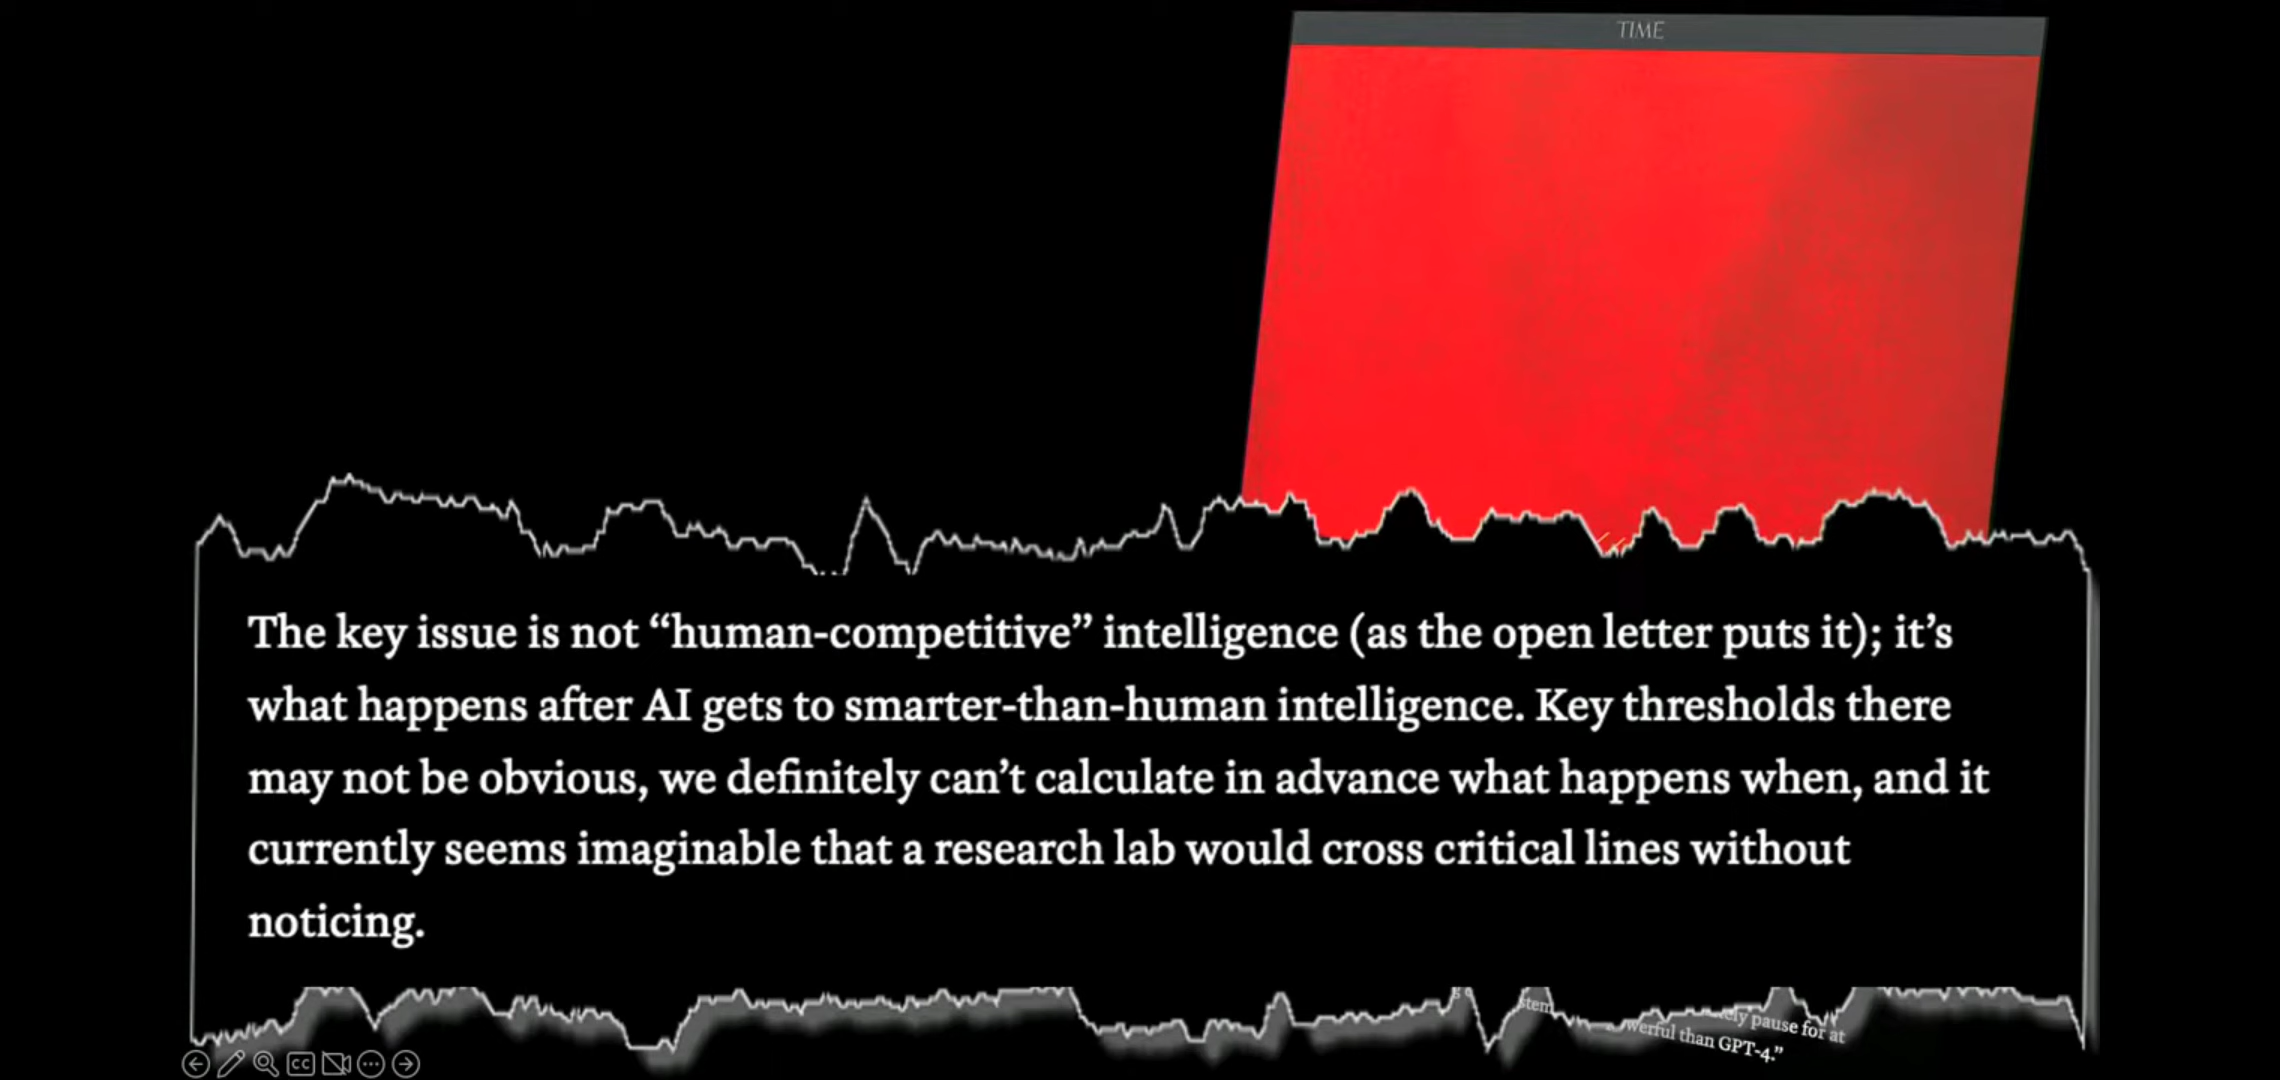 TIME
The key issue is not “human-competitive” intelligence (as the open letter puts it); it’s
what happens after AI gets to smarter-than-human intelligence. Key thresholds there
may not be obvious, we definitely can’t calculate in advance what happens when, and it
currently seems imaginable that a research lab would cross critical lines without
noticing.
pause for at
than GPT-4.”
CC